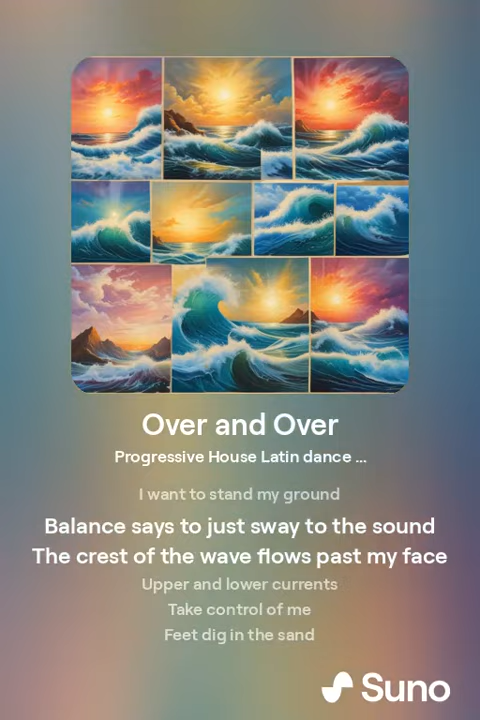 Over and Over
Progressive House Latin dance ...
I want to stand my ground
Balance says to just sway to the sound
The crest of the wave flows past my face
Upper and lower currents
Take control of me
Feet dig in the sand
Suno